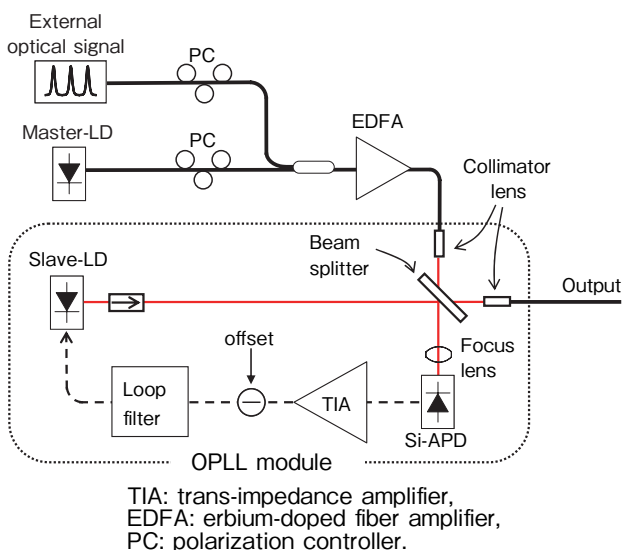 External
optical signal
PC
Master-LD
PC
EDFA
Collimator
lens
Beam
splitter
Slave-LD
Output
offset
Focus
lens
Loop
filter
TIA
Si-APD
OPLL module
TIA: trans-impedance amplifier,
EDFA: erbium-doped fiber amplifier,
PC: polarization controller.